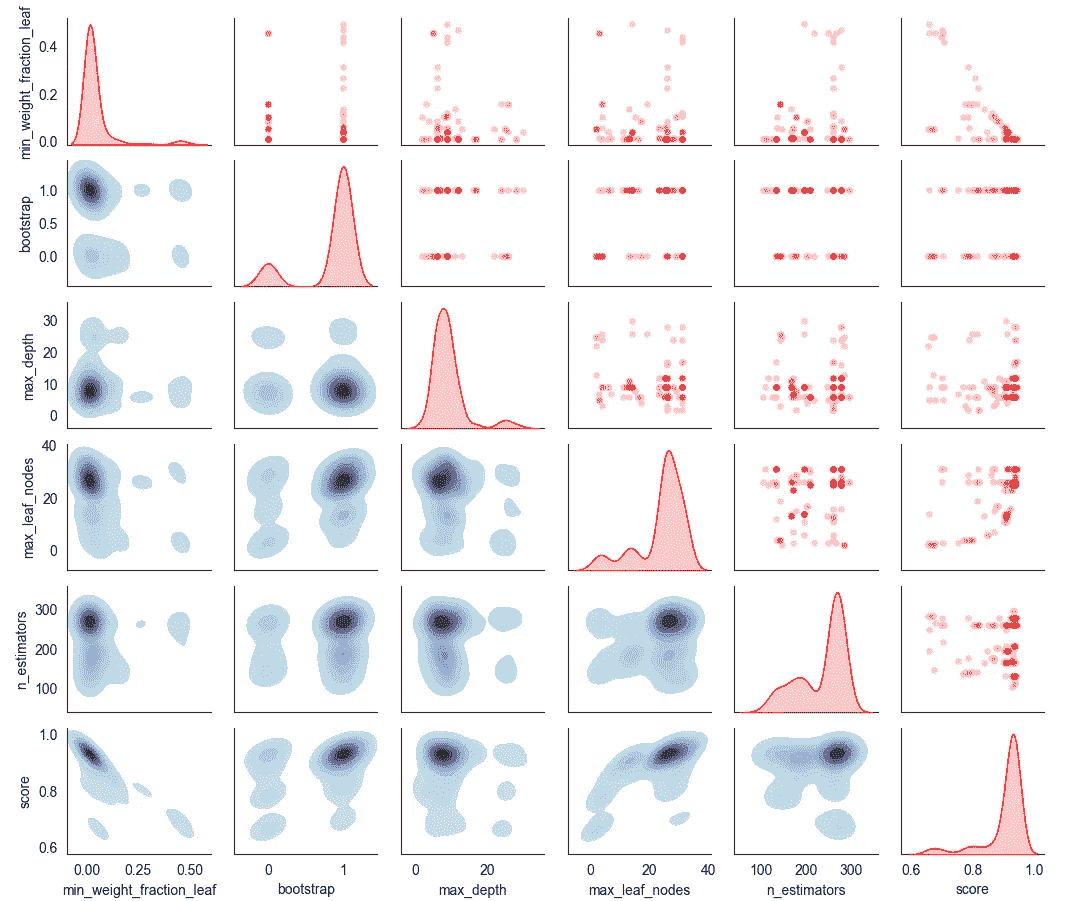 min_weight_fraction_leaf
0.4
0.2
0.0
bootstrap
1.0
0.5
0.0
max_depth
30
20
10
0
max_leaf_nodes
40
20
0
n_estimators
300
200
100
score
1.0
0.8
0.6
0.00 0.25 0.50 0 1 0 20 0 20 40 100 200 300 0.6 0.8 1.0
min_weight_fraction_leaf bootstrap max_depth max_leaf_nodes n_estimators score